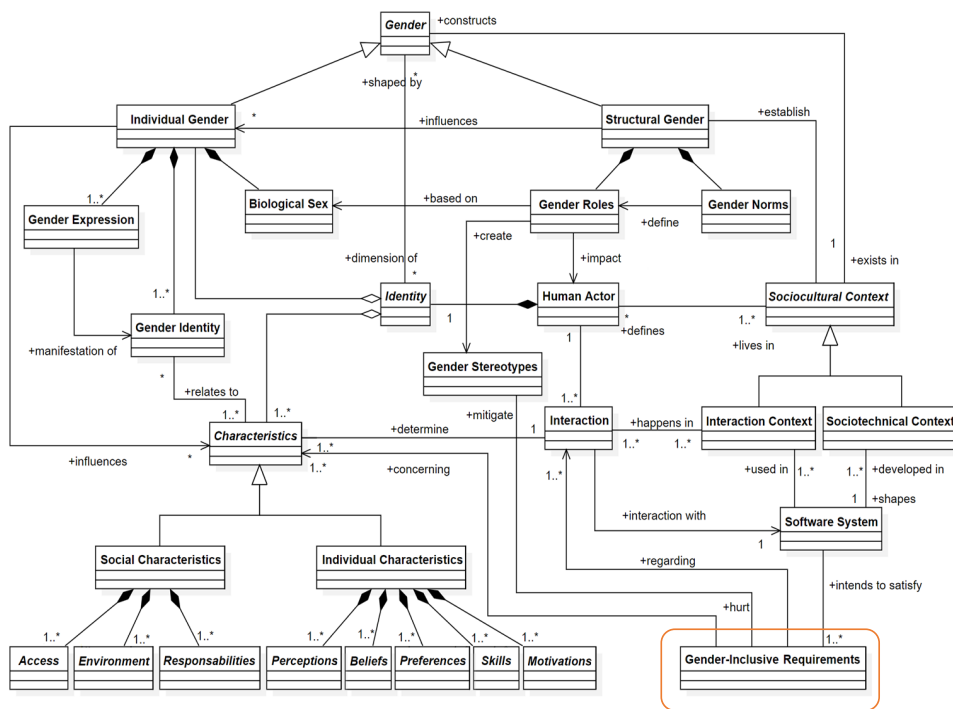 Gender
+constructs
+shaped by
*
Individual Gender
*
+influences
Structural Gender
+establish
1..*
Biological Sex
+based on
Gender Roles
Gender Norms
Gender Expression
+create
+define
1
+dimension of
+impact
+exists in
*
1..*
Identity
Human Actor
Sociocultural Context
Gender Identity
1
*
1..*
+manifestation of
1
+defines
+lives in
*
Gender Stereotypes
+relates to
1..*
1..*
1..*
+mitigate
Interaction
Interaction Context
Sociotechnical Context
Characteristics
+determine
1
+happens in
+influences
*
1..*
1..*
+concerning
1..*
1..*
1..*
+used in
1..*
1..*
+developed in
1
+shapes
+interaction with
Software System
1
Social Characteristics
Individual Characteristics
+regarding
+intends to satisfy
+hurt
1..*
1..*
1..*
1..*
1..*
1..*
1..*
1..*
1..*
Access
Environment
Responsabilities
Perceptions
Beliefs
Preferences
Skills
Motivations
Gender-Inclusive Requirements